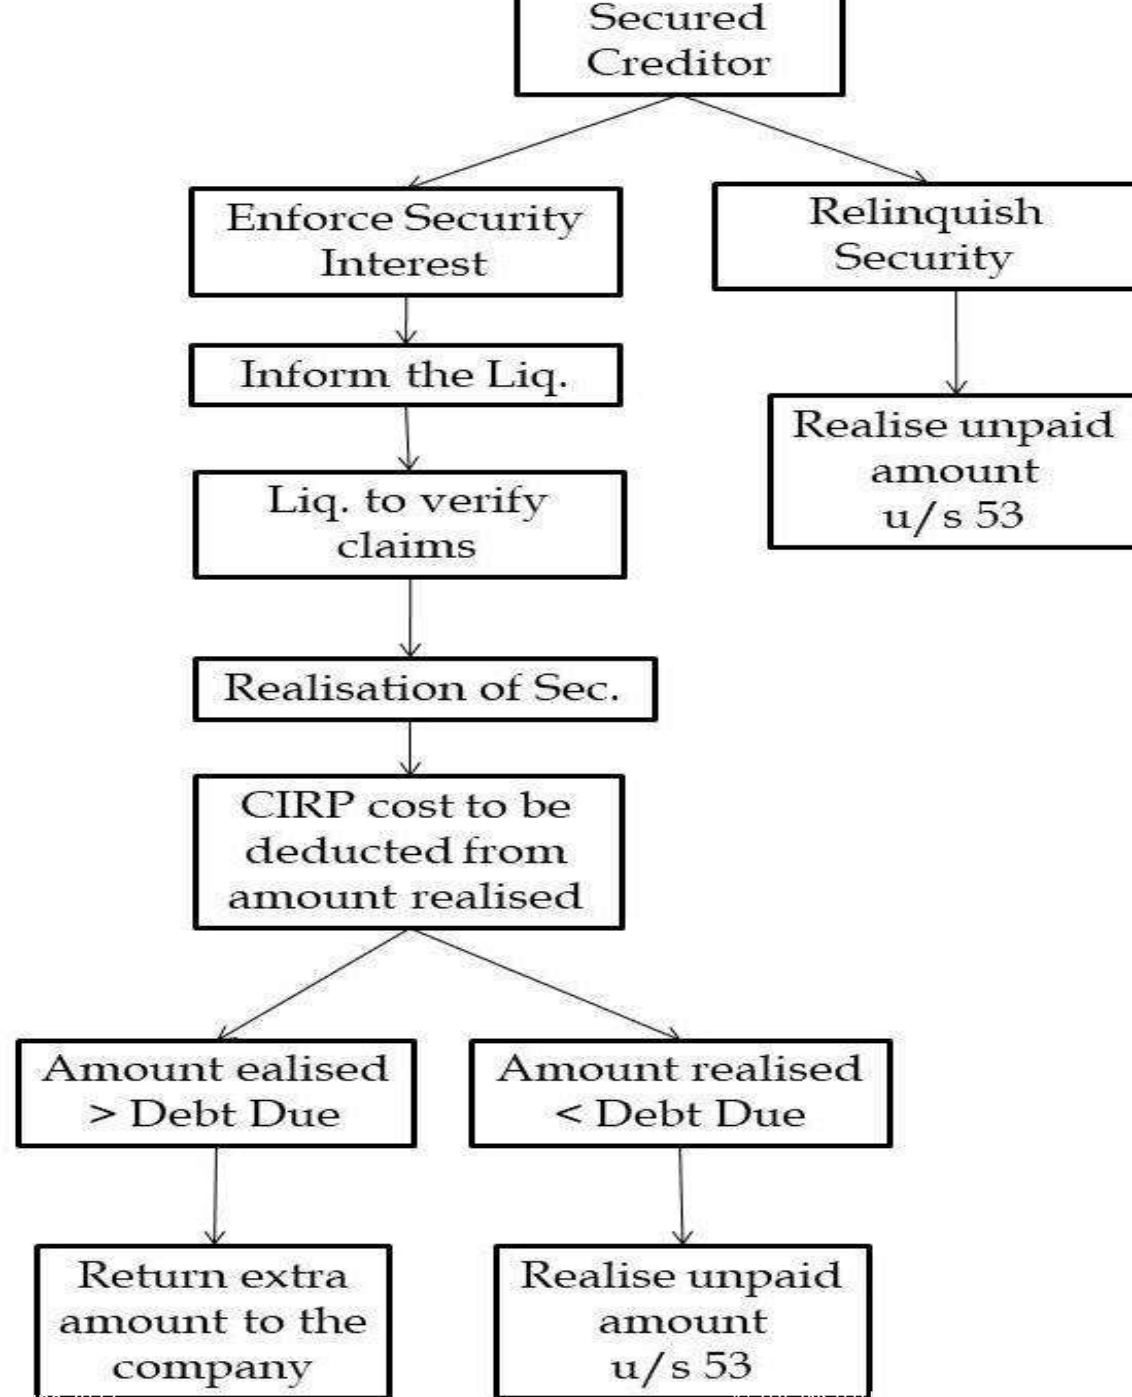 Secured
Creditor
Enforce Security
Interest
Relinquish
Security
Inform the Liq.
Realise unpaid
amount
u/s 53
Liq. to verify
claims
Realisation of Sec.
CIRP cost to be
deducted from
amount realised
Amount ealised
> Debt Due
Amount realised
< Debt Due
Return extra
amount to the
company
Realise unpaid
amount
u/s 53